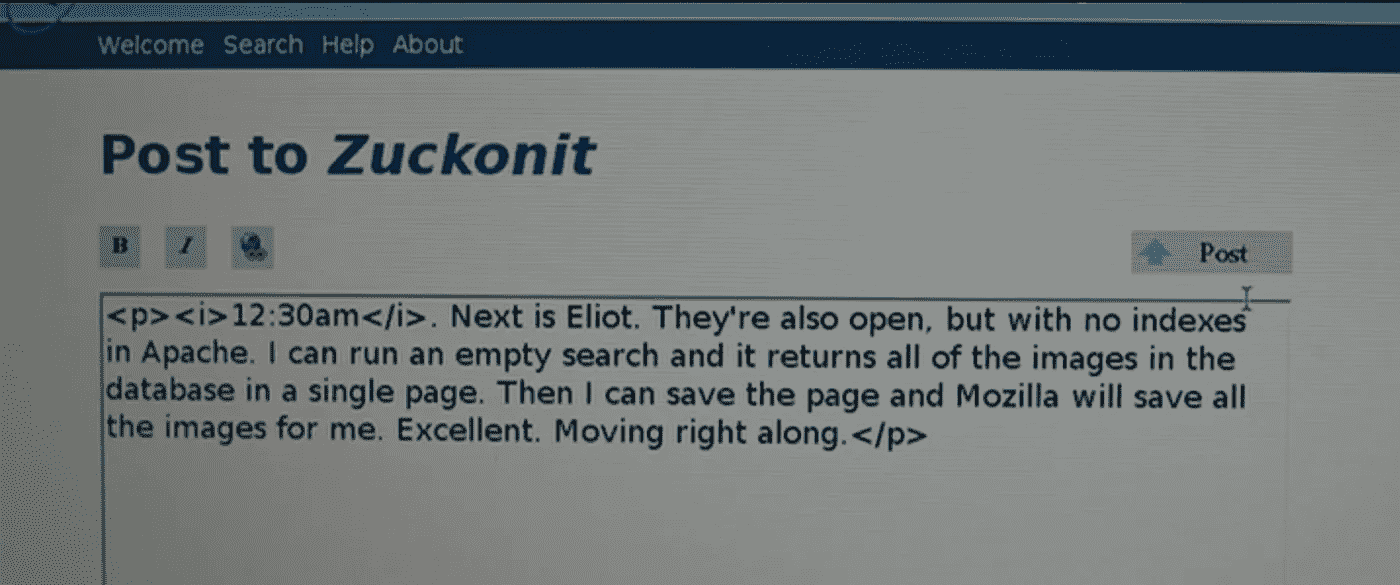 Welcome Search Help About
Post to Zuckonit
B I
Post
<p><i>12:30am</i>. Next is Eliot. They're also open, but with no indexes
in Apache. I can run an empty search and it returns all of the images in the
database in a single page. Then I can save the page and Mozilla will save all
the images for me. Excellent. Moving right along.</p>